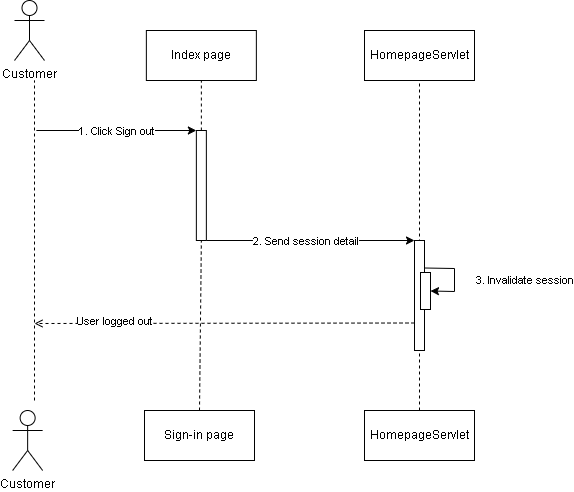 Customer
Index page
HomepageServlet
1. Click Sign out
2. Send session detail
3. Invalidate session
User logged out
Customer
Sign-in page
HomepageServlet